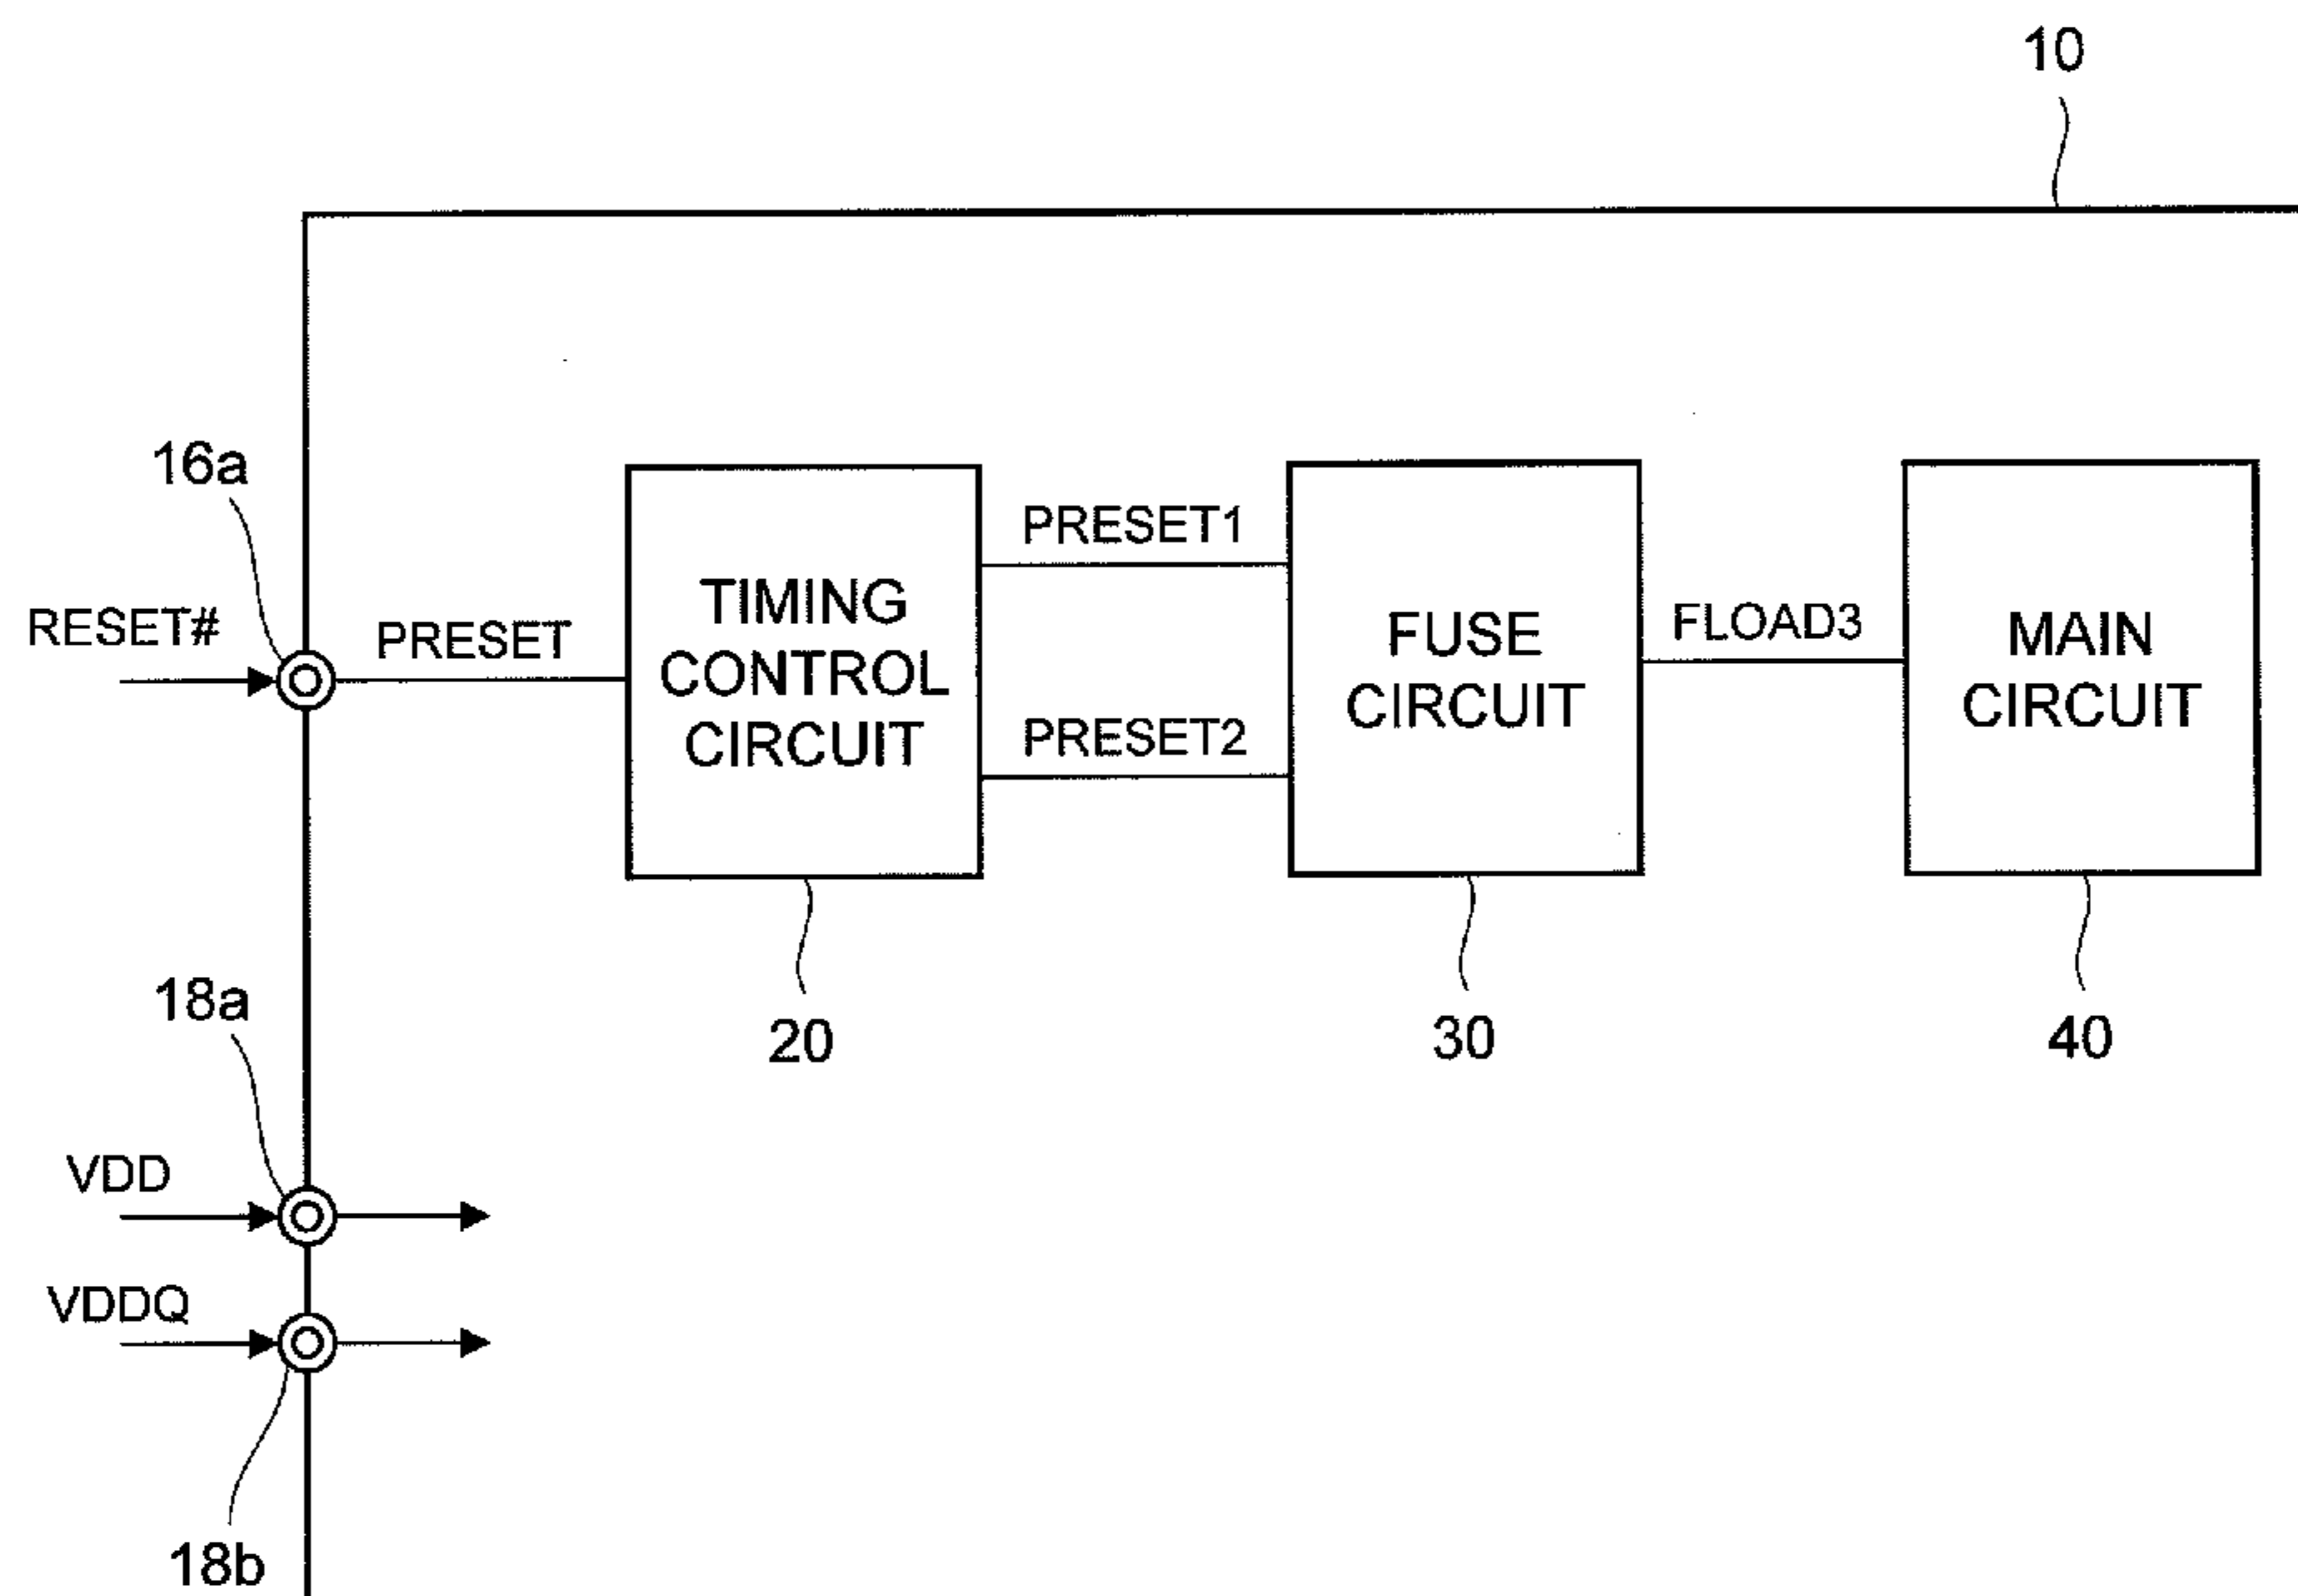 10
16a
RESET#
PRESET
TIMING
CONTROL
CIRCUIT
PRESET1
PRESET2
FUSE
CIRCUIT
FLOAD3
MAIN
CIRCUIT
20
30
40
18a
VDD
VDDQ
18b